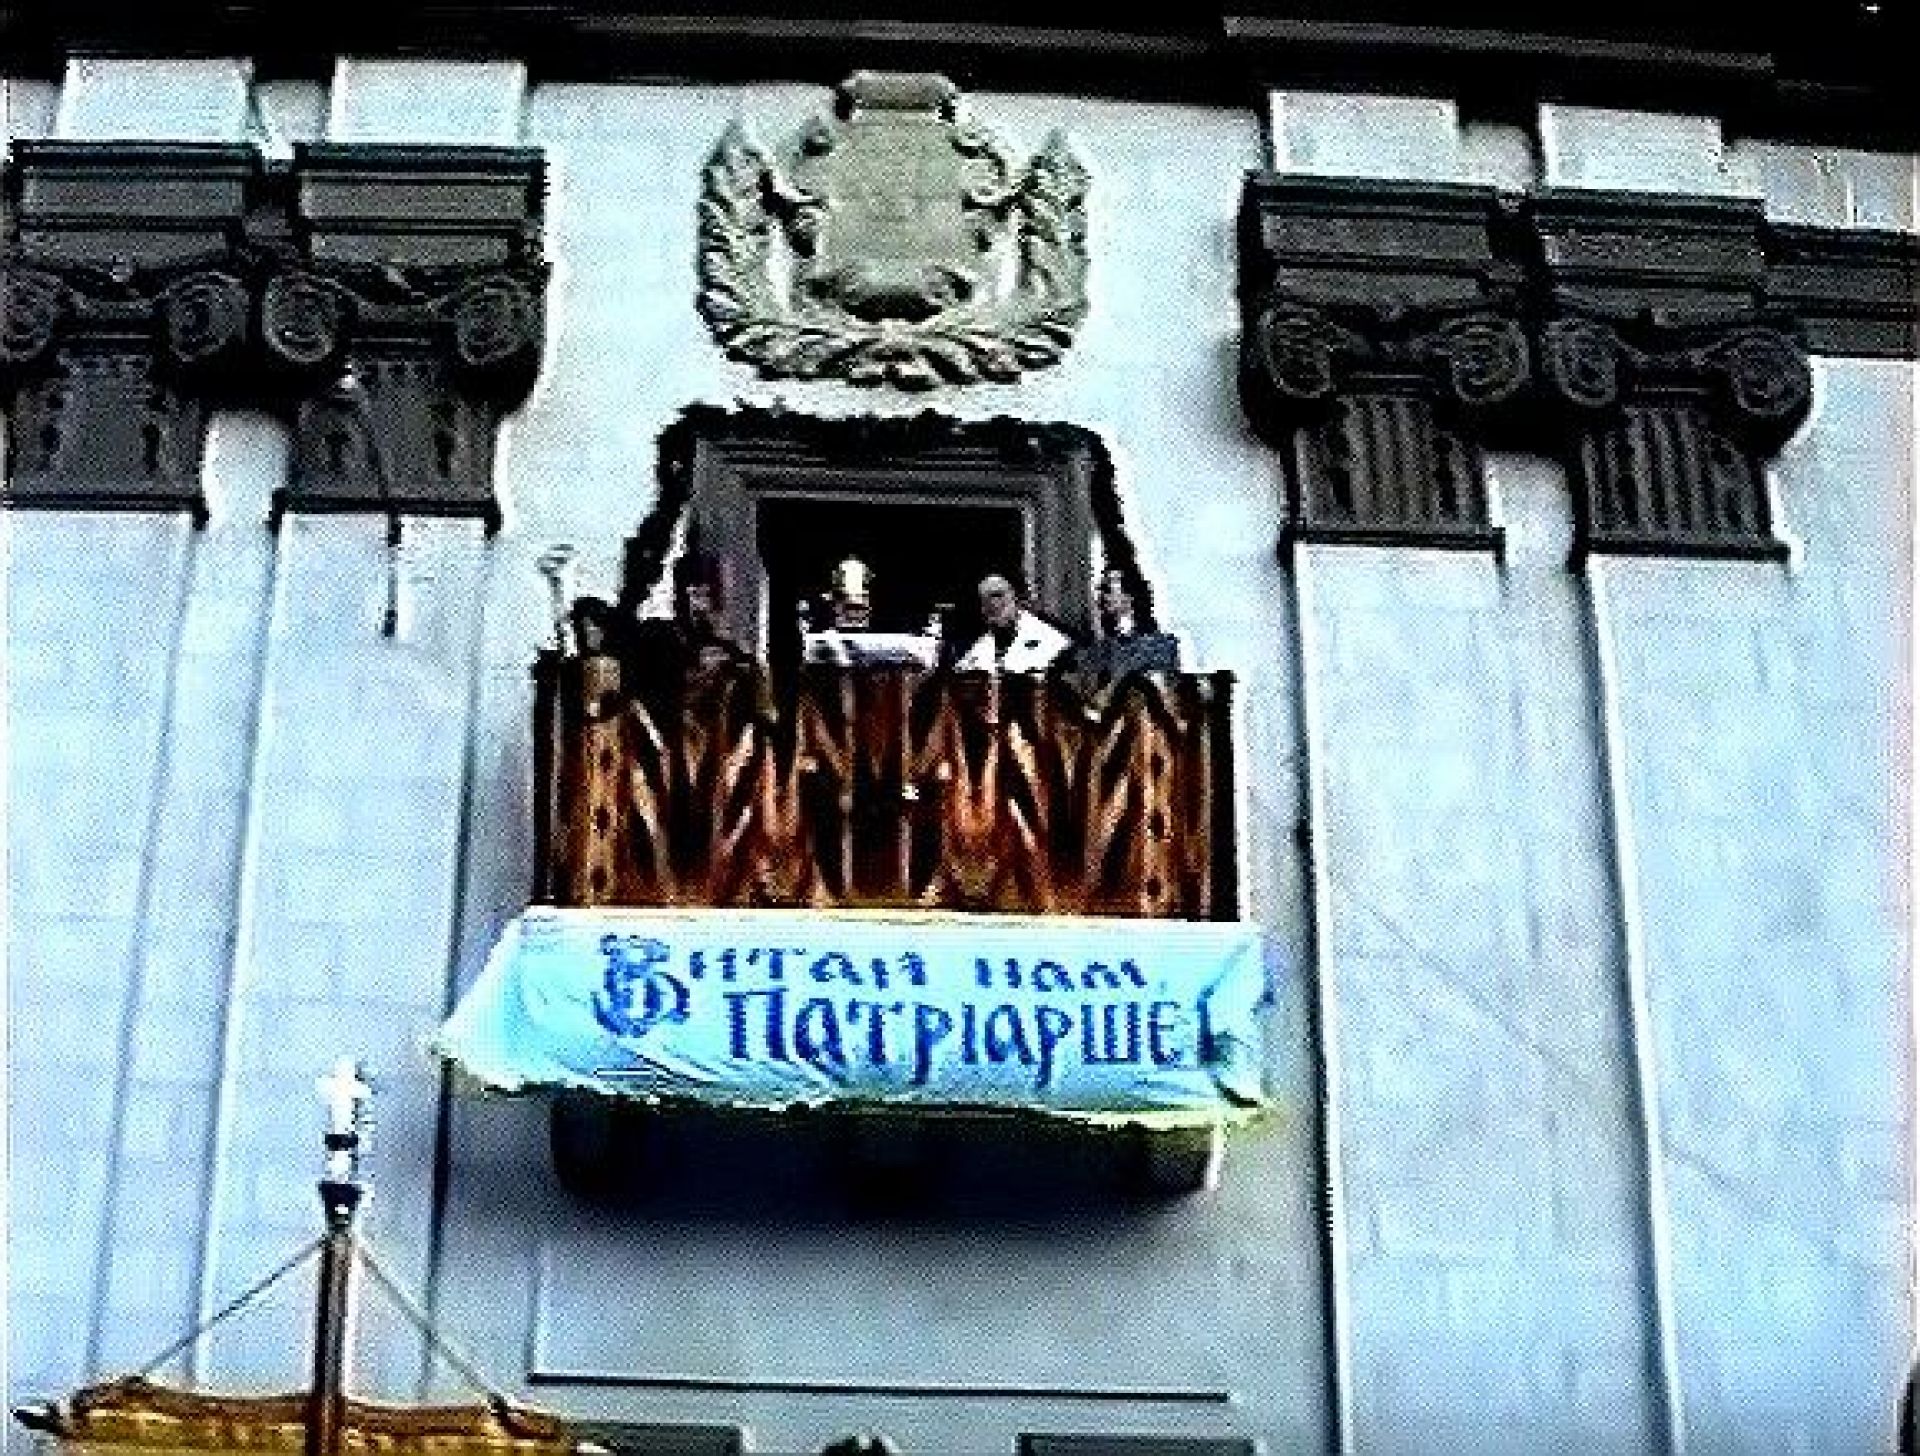 Витай нам,
Патріарше!